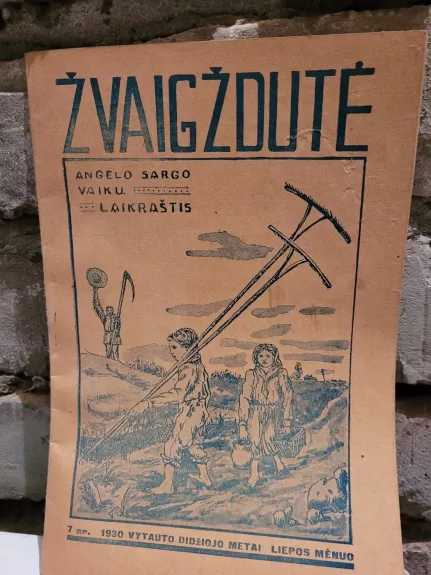 ŽVAIGŽDUTĖ
ANGELO SARGO
VAIKU
LAIKRAŠTIS
7 nr. 1930 VYTAUTO DIDŽIOJO METAI LIEPOS MĖNUO